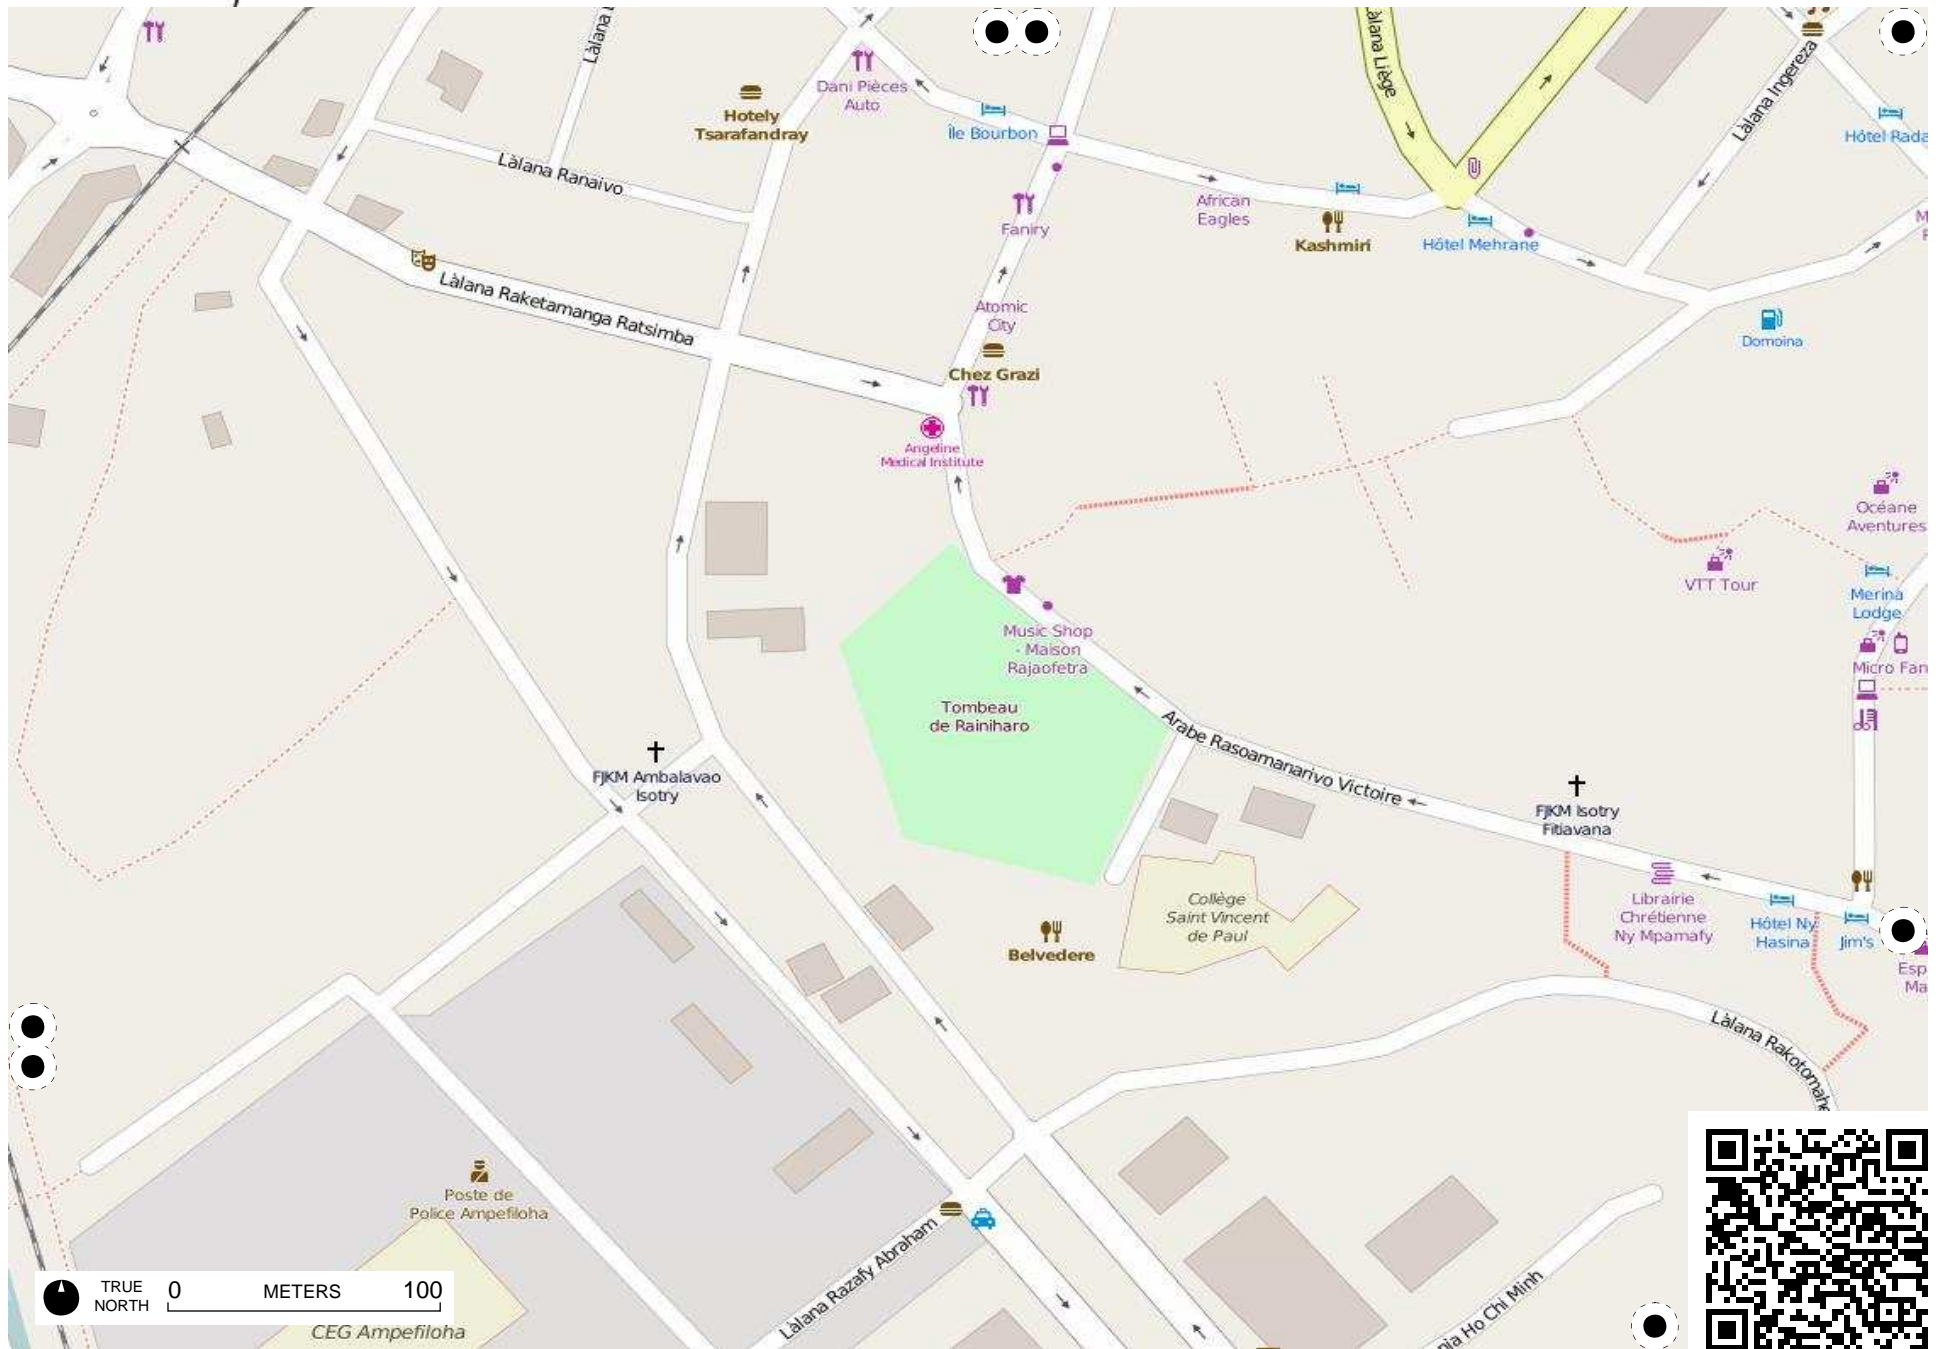 Làlana Liège
Làlana Ingereza
Dani Pièces
Auto
Hotely
Tsarafandray
Île Bourbon
Hôtel Rada
Làlana Ranaivo
African
Eagles
Faniry
Kashmiri
Hôtel Mehrane
Làlana Raketamanga Ratsimba
Atomic
City
Domoina
Chez Grazi
Angeline
Medical Institute
Océane
Aventures
VTT Tour
Merina
Lodge
Music Shop
- Maison
Rajaofetra
Micro Fan
Tombeau
de Rainiharo
Arabe Rasoamanarivo Victoire
FJKM Ambalavao
Isotry
FJKM Isotry
Fitiavana
Collège
Saint Vincent
de Paul
Librairie
Chrétienne
Ny Mpamafy
Hôtel Ny
Hasina
Jim's
Belvedere
Esp
Ma
Làlana Rakotomahe
Poste de
Police Ampefiloha
Làlana Razafy Abraham
nja Ho Chi Minh
TRUE
NORTH
0 METERS 100
CEG Ampefiloha